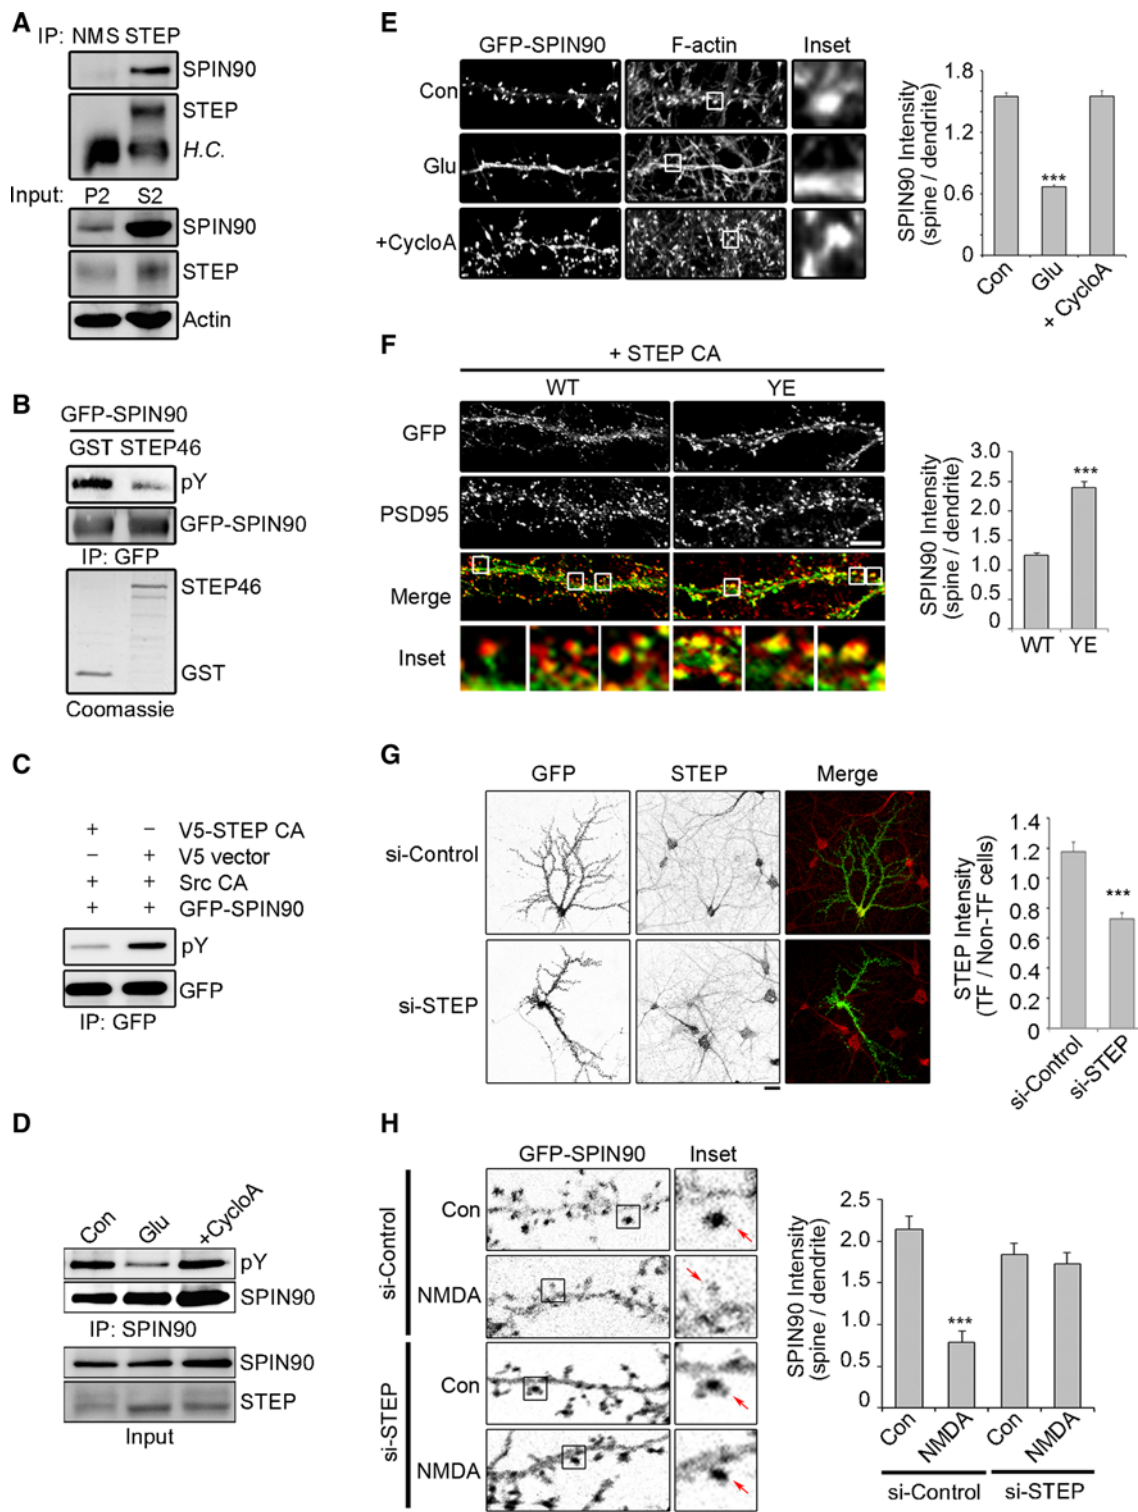 A
IP: NMS STEP
SPIN90
STEP
H.C.
Input: P2 S2
SPIN90
STEP
Actin
B
GFP-SPIN90
GST STEP46
pY
GFP-SPIN90
IP: GFP
STEP46
GST
Coomassie
C
+ − V5-STEP CA
− + V5 vector
+ + Src CA
+ + GFP-SPIN90
pY
GFP
IP: GFP
D
Con Glu +CycloA
pY
SPIN90
IP: SPIN90
SPIN90
STEP
Input
E
GFP-SPIN90 F-actin Inset
Con
Glu
+CycloA
SPIN90 Intensity
(spine / dendrite)
1.8
1.2
0.6
0
***
Con Glu + CycloA
F
+ STEP CA
WT YE
GFP
PSD95
Merge
Inset
SPIN90 Intensity
(spine / dendrite)
3.0
2.5
2.0
1.5
1.0
0.5
0
***
WT YE
G
GFP STEP Merge
si-Control
si-STEP
STEP Intensity
(TF / Non-TF cells)
1.4
1.2
1.0
0.8
0.6
0.4
0.2
0
***
si-Control si-STEP
H
GFP-SPIN90 Inset
si-Control
Con
NMDA
si-STEP
Con
NMDA
SPIN90 Intensity
(spine / dendrite)
2.5
2.0
1.5
1.0
0.5
0
***
Con NMDA Con NMDA
si-Control si-STEP